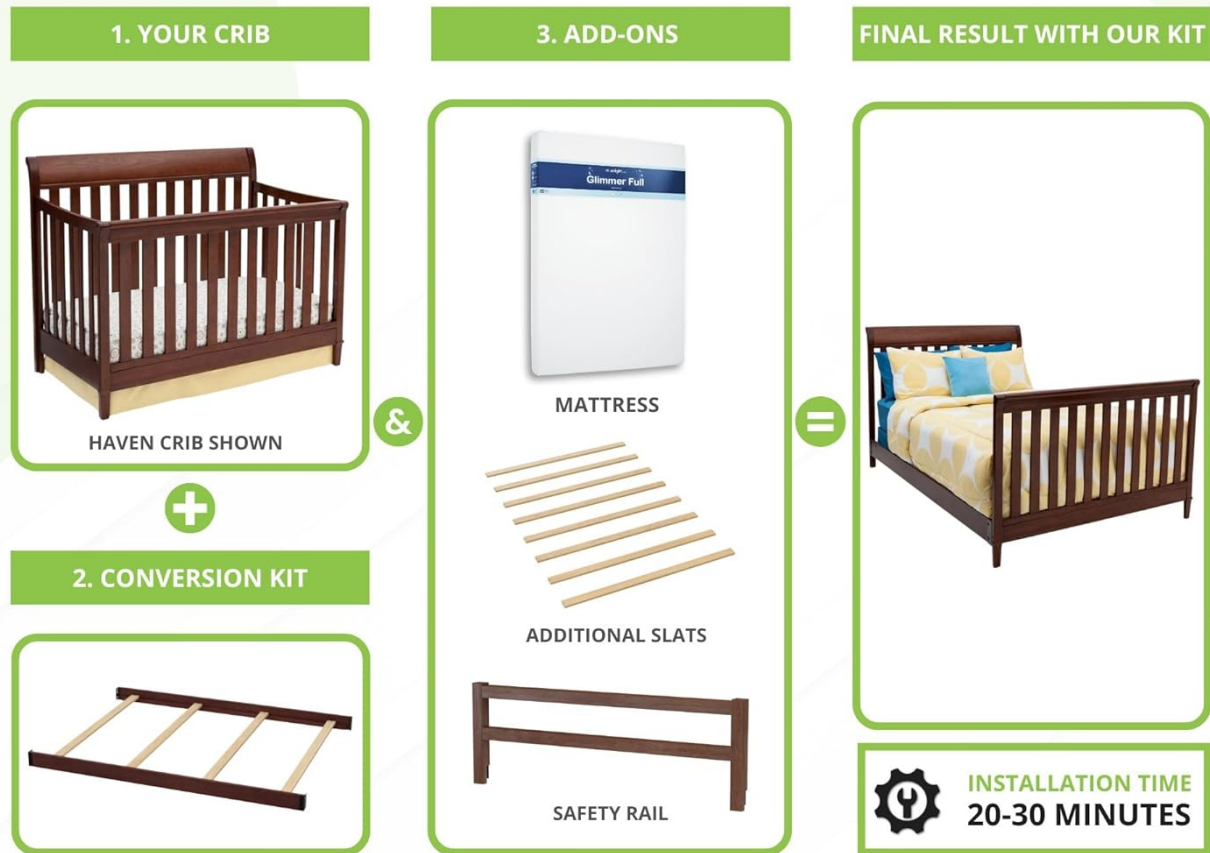 1. YOUR CRIB
HAVEN CRIB SHOWN
+
2. CONVERSION KIT
&
3. ADD-ONS
Glimmer Full
MATTRESS
ADDITIONAL SLATS
SAFETY RAIL
=
FINAL RESULT WITH OUR KIT
INSTALLATION TIME
20-30 MINUTES